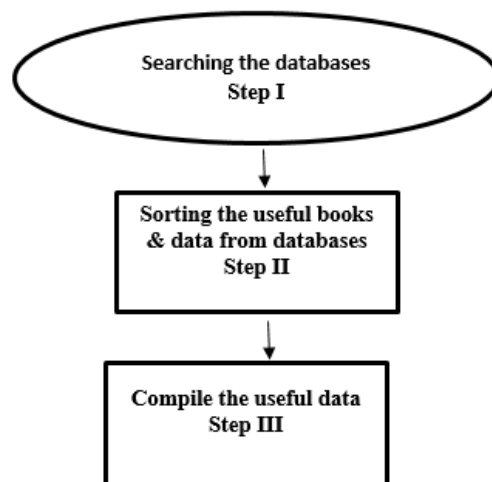 Searching the databases
Step I
Sorting the useful books
& data from databases
Step II
Compile the useful data
Step III